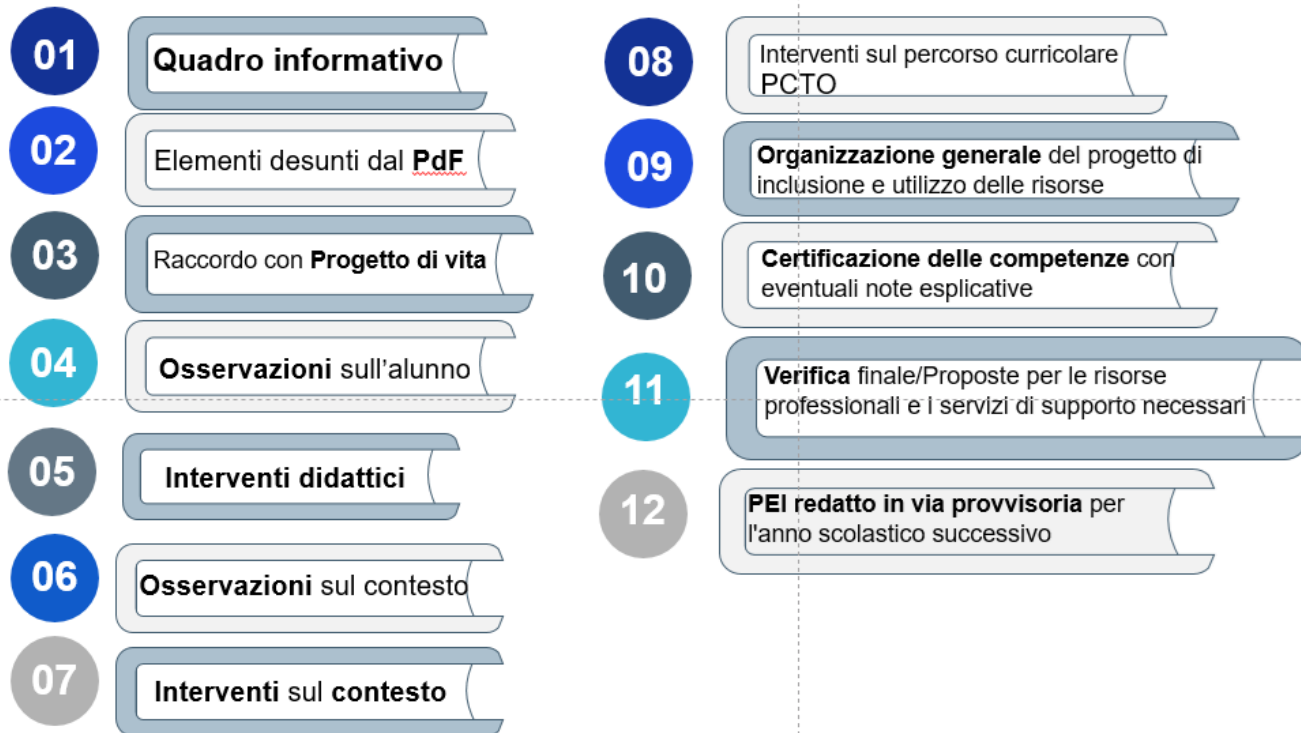 01
Quadro informativo
02
Elementi desunti dal PdF
03
Raccordo con Progetto di vita
04
Osservazioni sull'alunno
05
Interventi didattici
06
Osservazioni sul contesto
07
Interventi sul contesto
08
Interventi sul percorso curricolare
PCTO
09
Organizzazione generale del progetto di
inclusione e utilizzo delle risorse
10
Certificazione delle competenze con
eventuali note esplicative
11
Verifica finale/Proposte per le risorse
professionali e i servizi di supporto necessari
12
PEI redatto in via provvisoria per
l'anno scolastico successivo